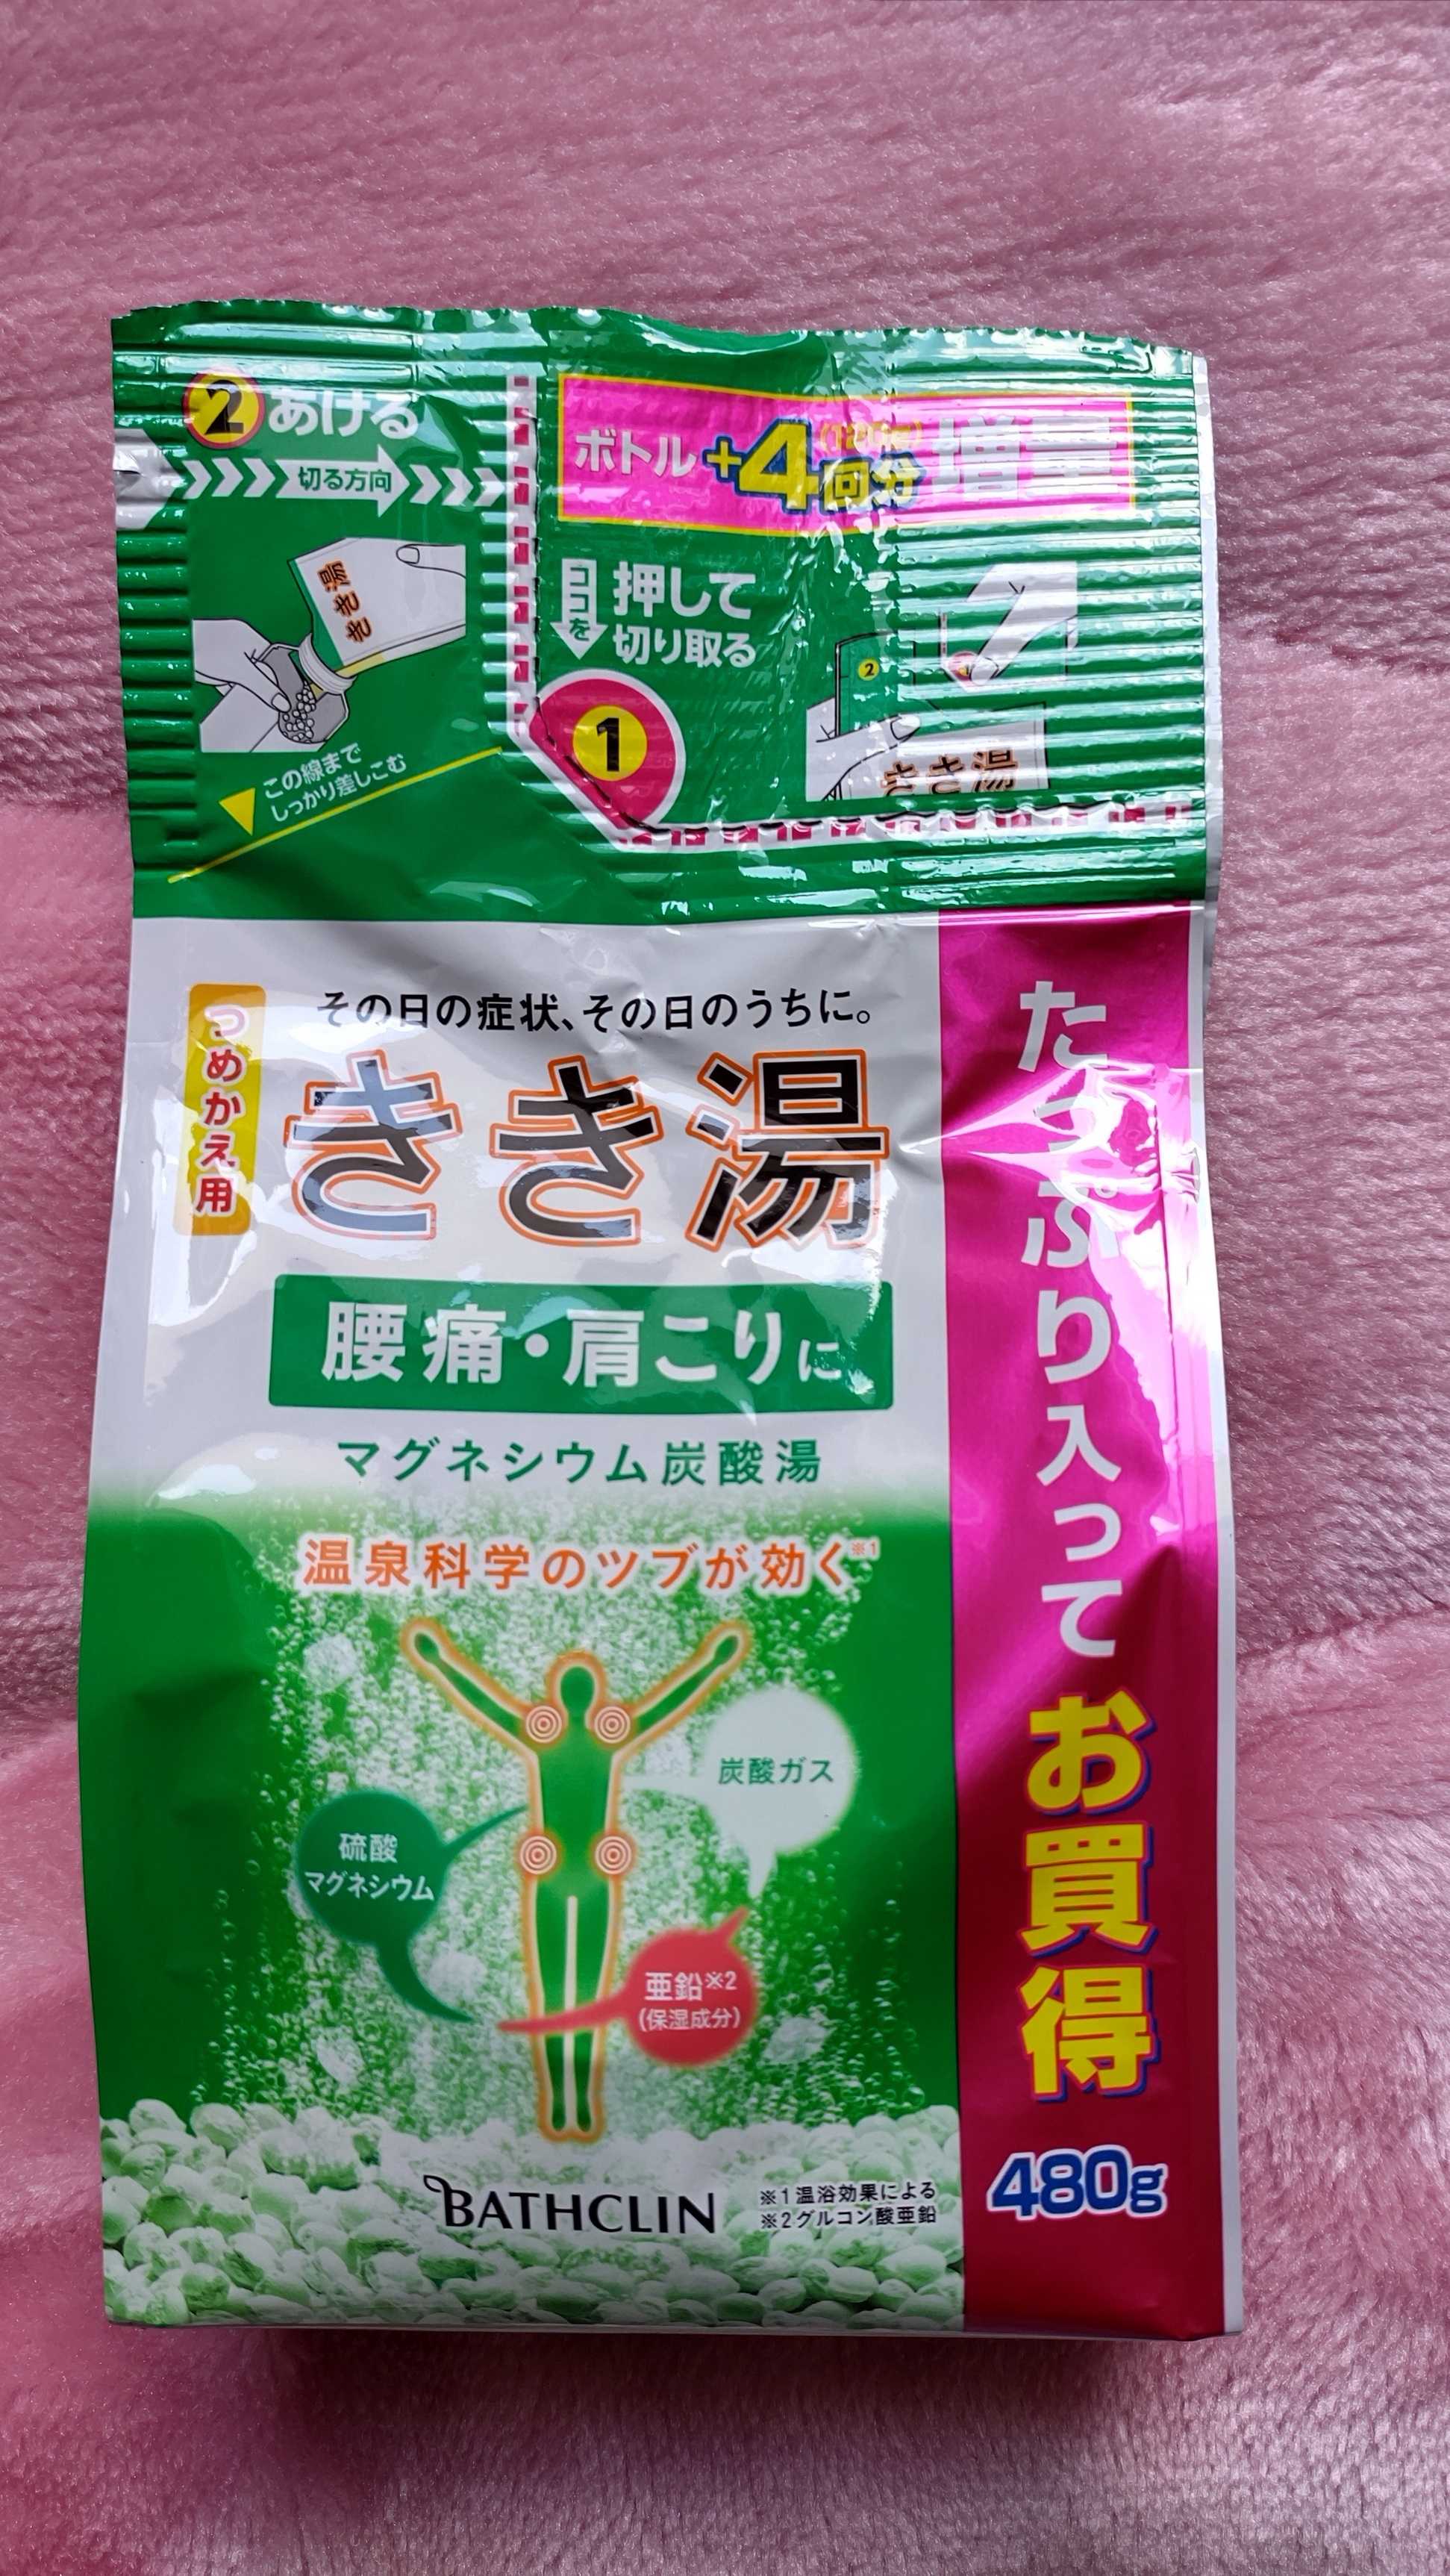 ②あける
切る方向
きき湯
この線まで
しっかり差しこむ
ボトル+4回分増量
ココを
押して
切り取る
1
2
きき湯
つめかえ用
その日の症状、その日のうちに。
きき湯
腰痛・肩こりに
マグネシウム炭酸湯
温泉科学のツブが効く※1
炭酸ガス
硫酸
マグネシウム
亜鉛※2
(保湿成分)
BATHCLIN
※1温浴効果による
※2グルコン酸亜鉛
たっぷり入ってお買得
480g